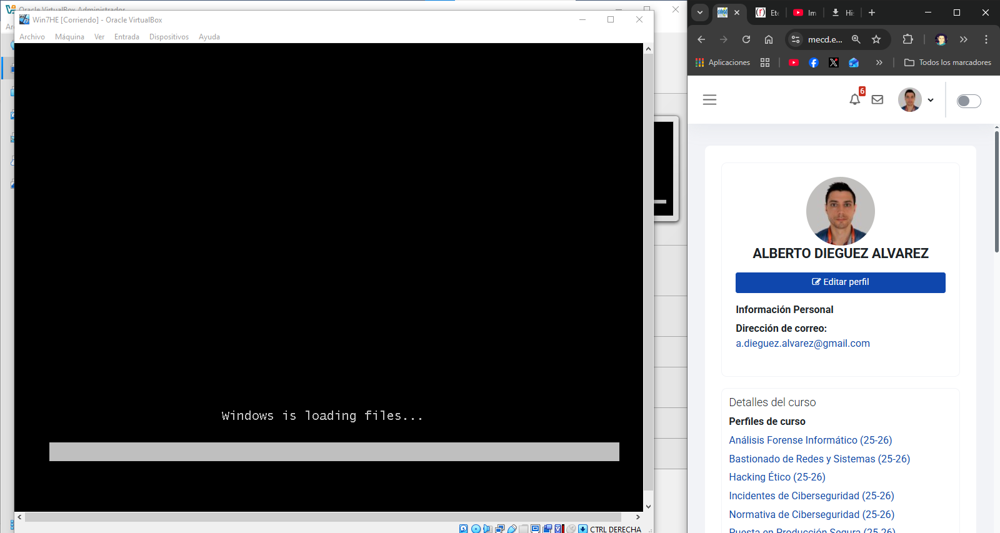 Oracle VirtualBox Administrador
Win7HE [Corriendo] - Oracle VirtualBox
Archivo Máquina Ver Entrada Dispositivos Ayuda
Windows is loading files...
CTRL DERECHA
mecd.e...
Aplicaciones
Todos los marcadores
6
ALBERTO DIEGUEZ ALVAREZ
Editar perfil
Información Personal
Dirección de correo:
a.dieguez.alvarez@gmail.com
Detalles del curso
Perfiles de curso
Análisis Forense Informático (25-26)
Bastionado de Redes y Sistemas (25-26)
Hacking Ético (25-26)
Incidentes de Ciberseguridad (25-26)
Normativa de Ciberseguridad (25-26)
Puesta en Producción Segura (25-26)